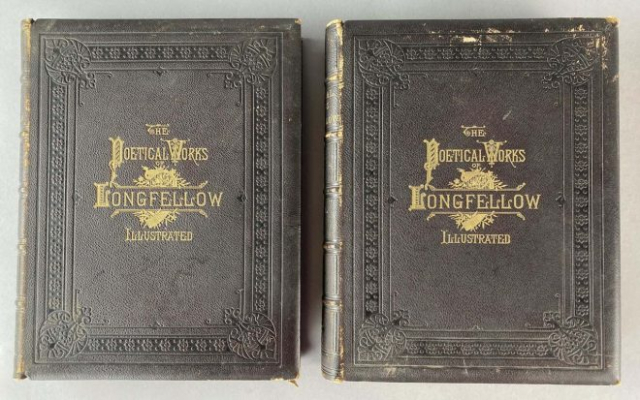 THE
POETICAL WORKS
OF
LONGFELLOW
ILLUSTRATED
THE
POETICAL WORKS
OF
LONGFELLOW
ILLUSTRATED